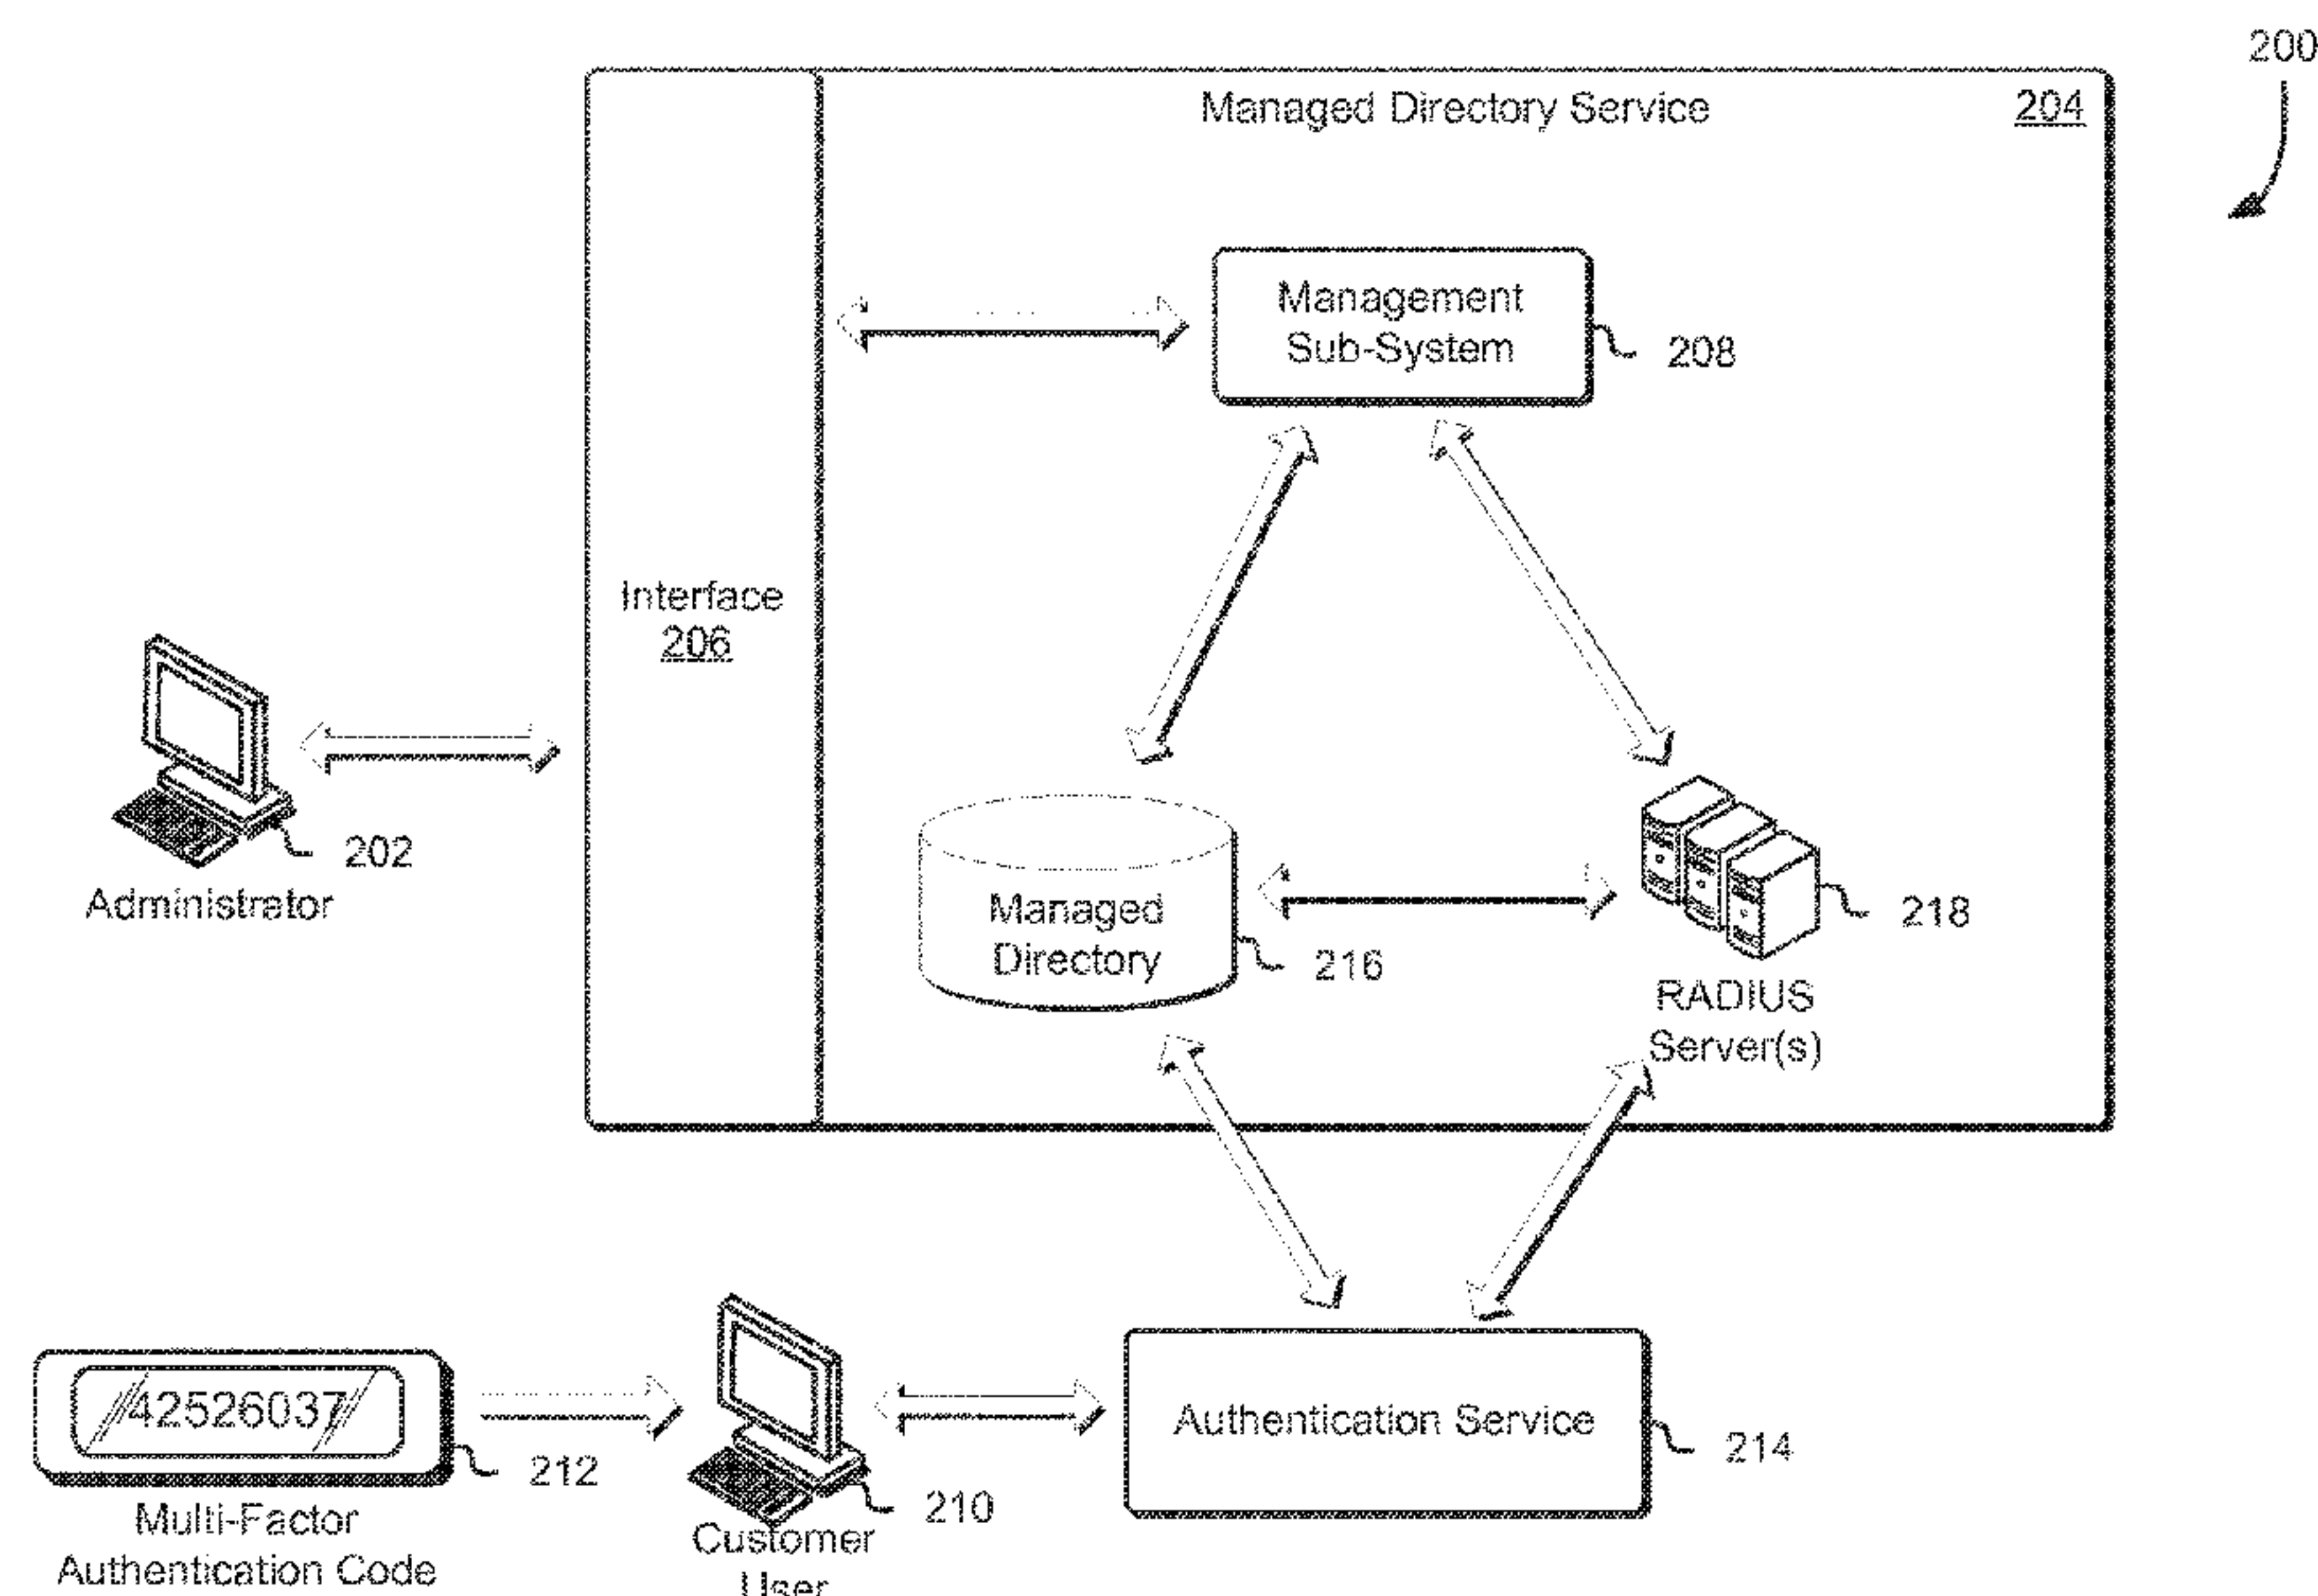 200
Managed Directory Service 204
Management
Sub-System
208
Interface
206
202
Administrator
Managed
Directory
216
218
RADIUS
Server(s)
42526037
212
Multi-Factor
Authentication Code
210
Customer
User
Authentication Service
214